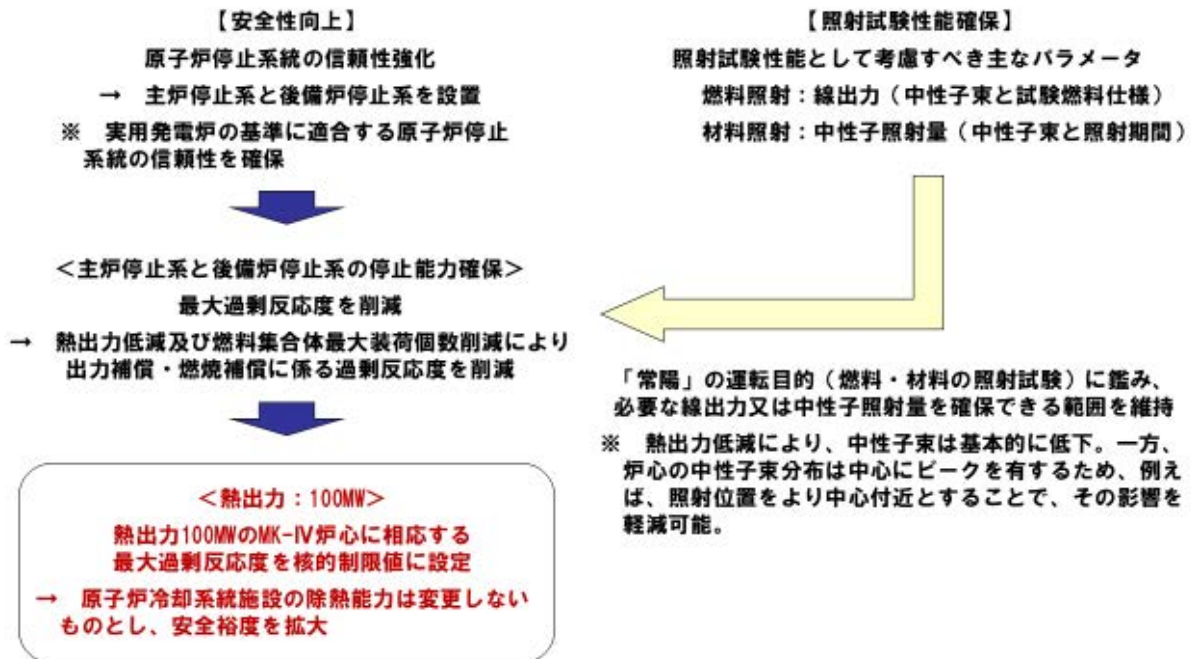 【安全性向上】
原子炉停止系統の信頼性強化
→ 主炉停止系と後備炉停止系を設置
※ 実用発電炉の基準に適合する原子炉停止
系統の信頼性を確保
＜主炉停止系と後備炉停止系の停止能力確保＞
最大過剰反応度を削減
→ 熱出力低減及び燃料集合体最大装荷個数削減により
出力補償・燃焼補償に係る過剰反応度を削減
＜熱出力：100MW＞
熱出力100MWのMK-Ⅳ炉心に相応する
最大過剰反応度を核的制限値に設定
→ 原子炉冷却系統施設の除熱能力は変更しない
ものとし、安全裕度を拡大
【照射試験性能確保】
照射試験性能として考慮すべき主なパラメータ
燃料照射：線出力（中性子束と試験燃料仕様）
材料照射：中性子照射量（中性子束と照射期間）
「常陽」の運転目的（燃料・材料の照射試験）に鑑み、
必要な線出力又は中性子照射量を確保できる範囲を維持
※ 熱出力低減により、中性子束は基本的に低下。一方、
炉心の中性子束分布は中心にピークを有するため、例え
ば、照射位置をより中心付近とすることで、その影響を
軽減可能。